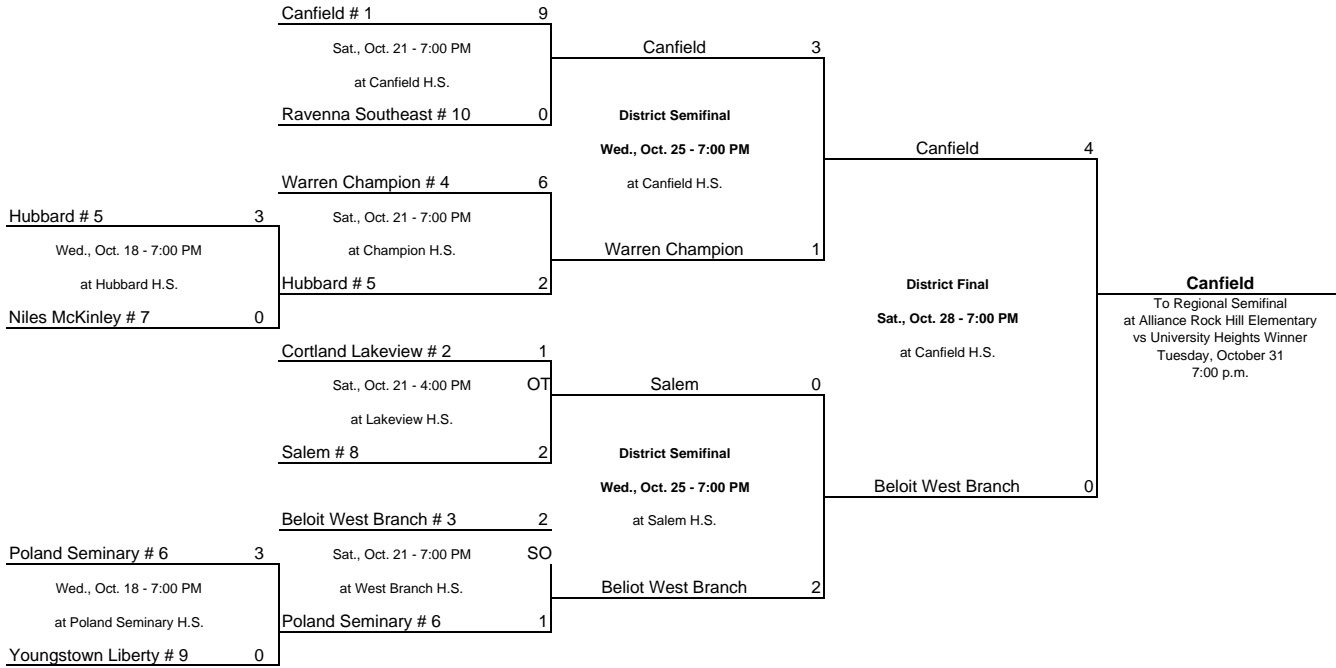 Canfield # 1 9
Sat., Oct. 21 - 7:00 PM
at Canfield H.S.
Ravenna Southeast # 10 0
Canfield 3
District Semifinal
Wed., Oct. 25 - 7:00 PM
at Canfield H.S.
Warren Champion 1
Warren Champion # 4 6
Sat., Oct. 21 - 7:00 PM
at Champion H.S.
Hubbard # 5 2
Hubbard # 5 3
Wed., Oct. 18 - 7:00 PM
at Hubbard H.S.
Niles McKinley # 7 0
Canfield 4
District Final
Sat., Oct. 28 - 7:00 PM
at Canfield H.S.
Beloit West Branch 0
Canfield
To Regional Semifinal
at Alliance Rock Hill Elementary
vs University Heights Winner
Tuesday, October 31
7:00 p.m.
Cortland Lakeview # 2 1
Sat., Oct. 21 - 4:00 PM OT
at Lakeview H.S.
Salem # 8 2
Salem 0
District Semifinal
Wed., Oct. 25 - 7:00 PM
at Salem H.S.
Beliot West Branch 2
Beloit West Branch # 3 2
Sat., Oct. 21 - 7:00 PM SO
at West Branch H.S.
Poland Seminary # 6 1
Poland Seminary # 6 3
Wed., Oct. 18 - 7:00 PM
at Poland Seminary H.S.
Youngstown Liberty # 9 0